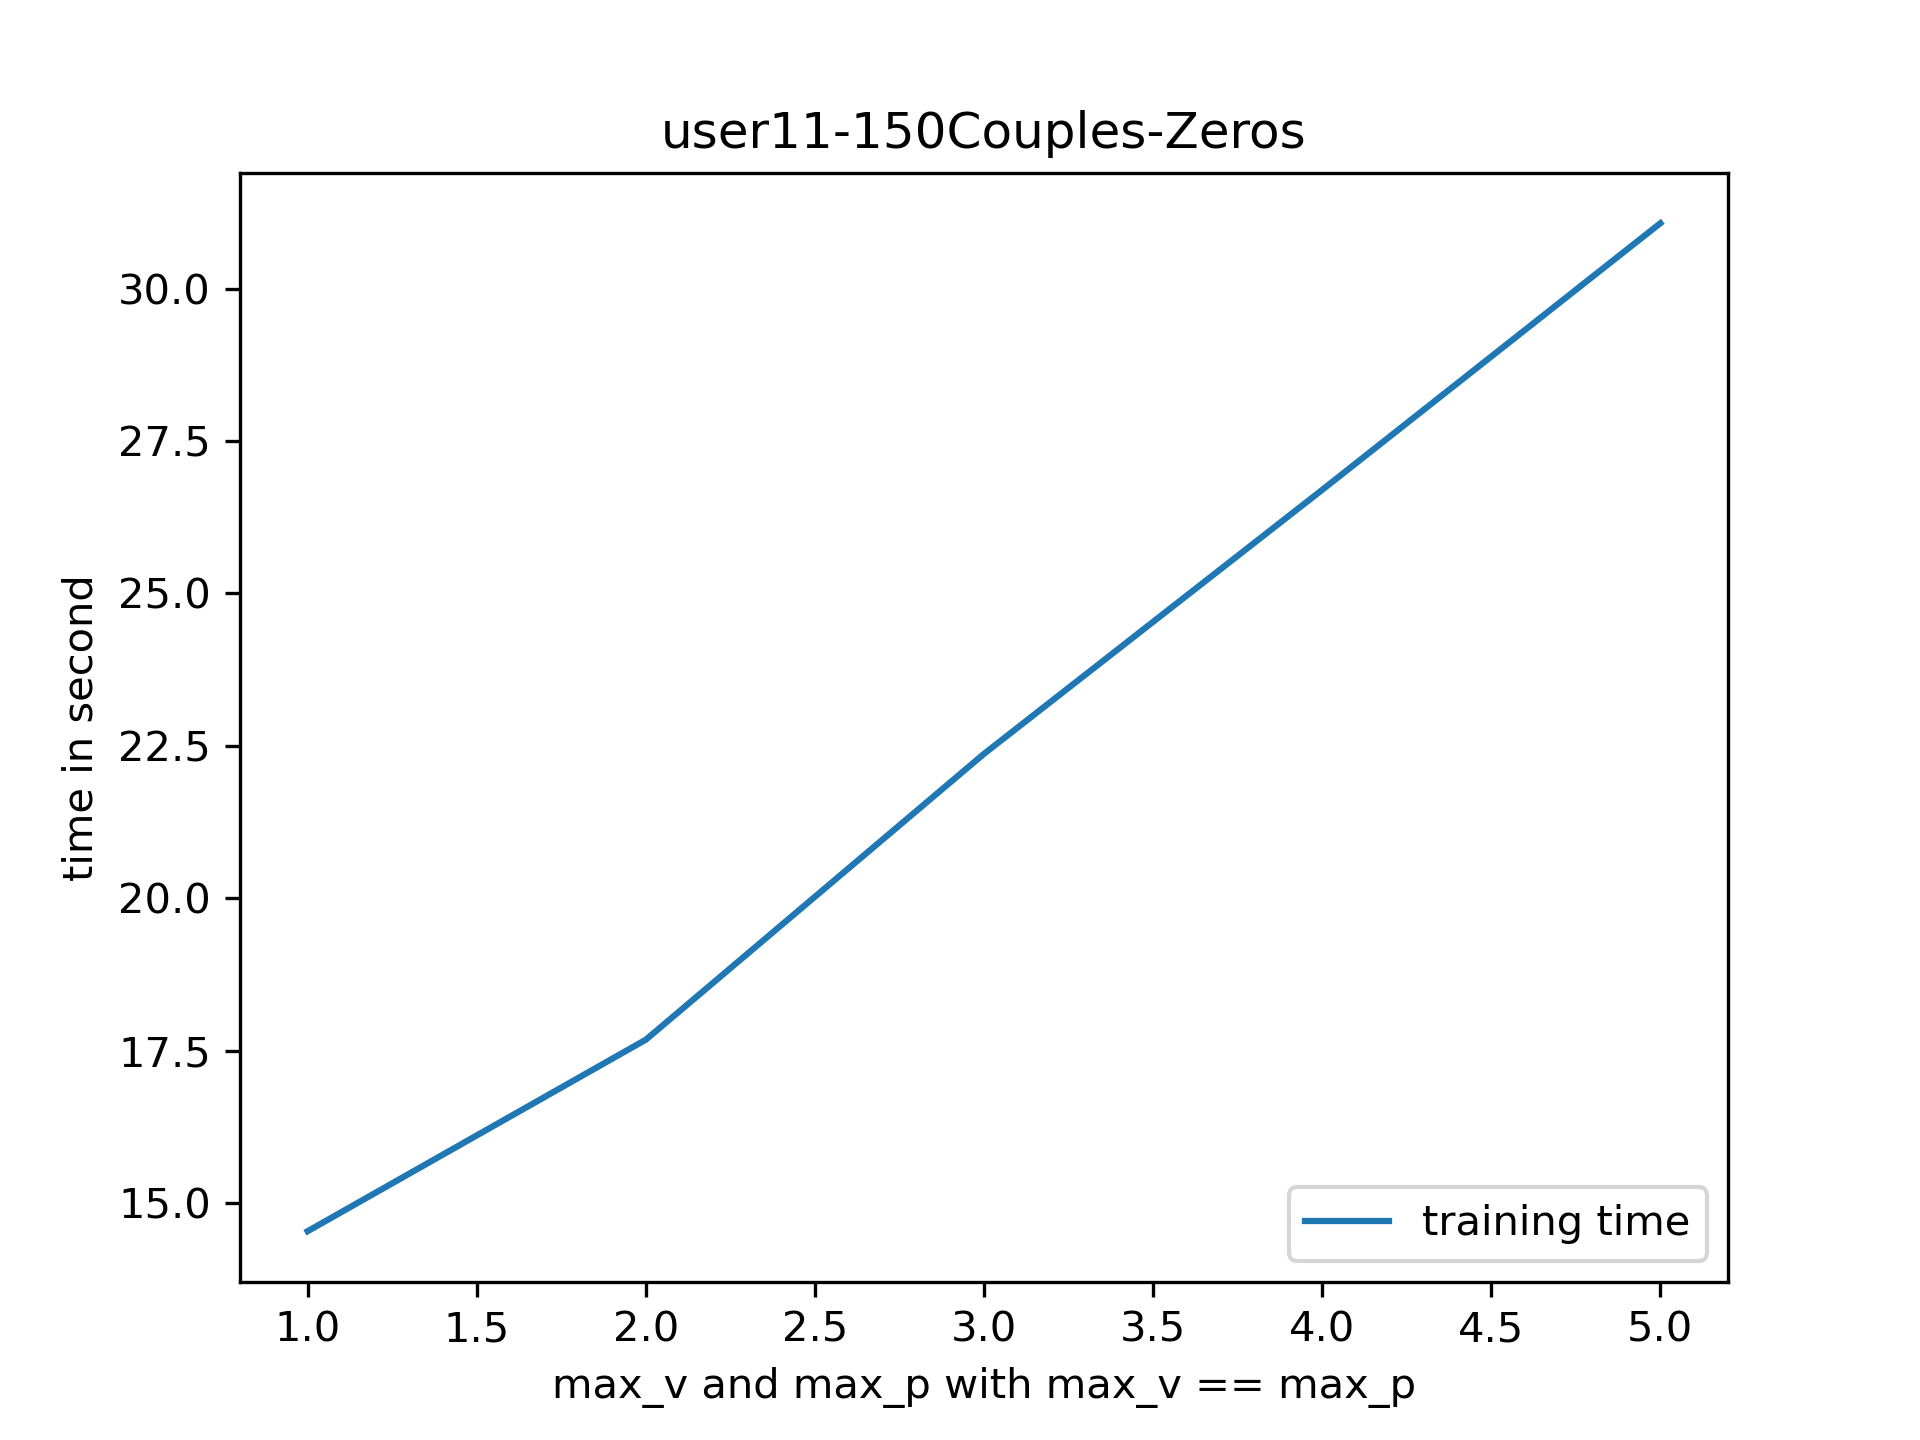 user11-150Couples-Zeros
30.0
27.5
25.0
22.5
20.0
17.5
15.0
time in second
training time
1.0 1.5 2.0 2.5 3.0 3.5 4.0 4.5 5.0
max_v and max_p with max_v == max_p